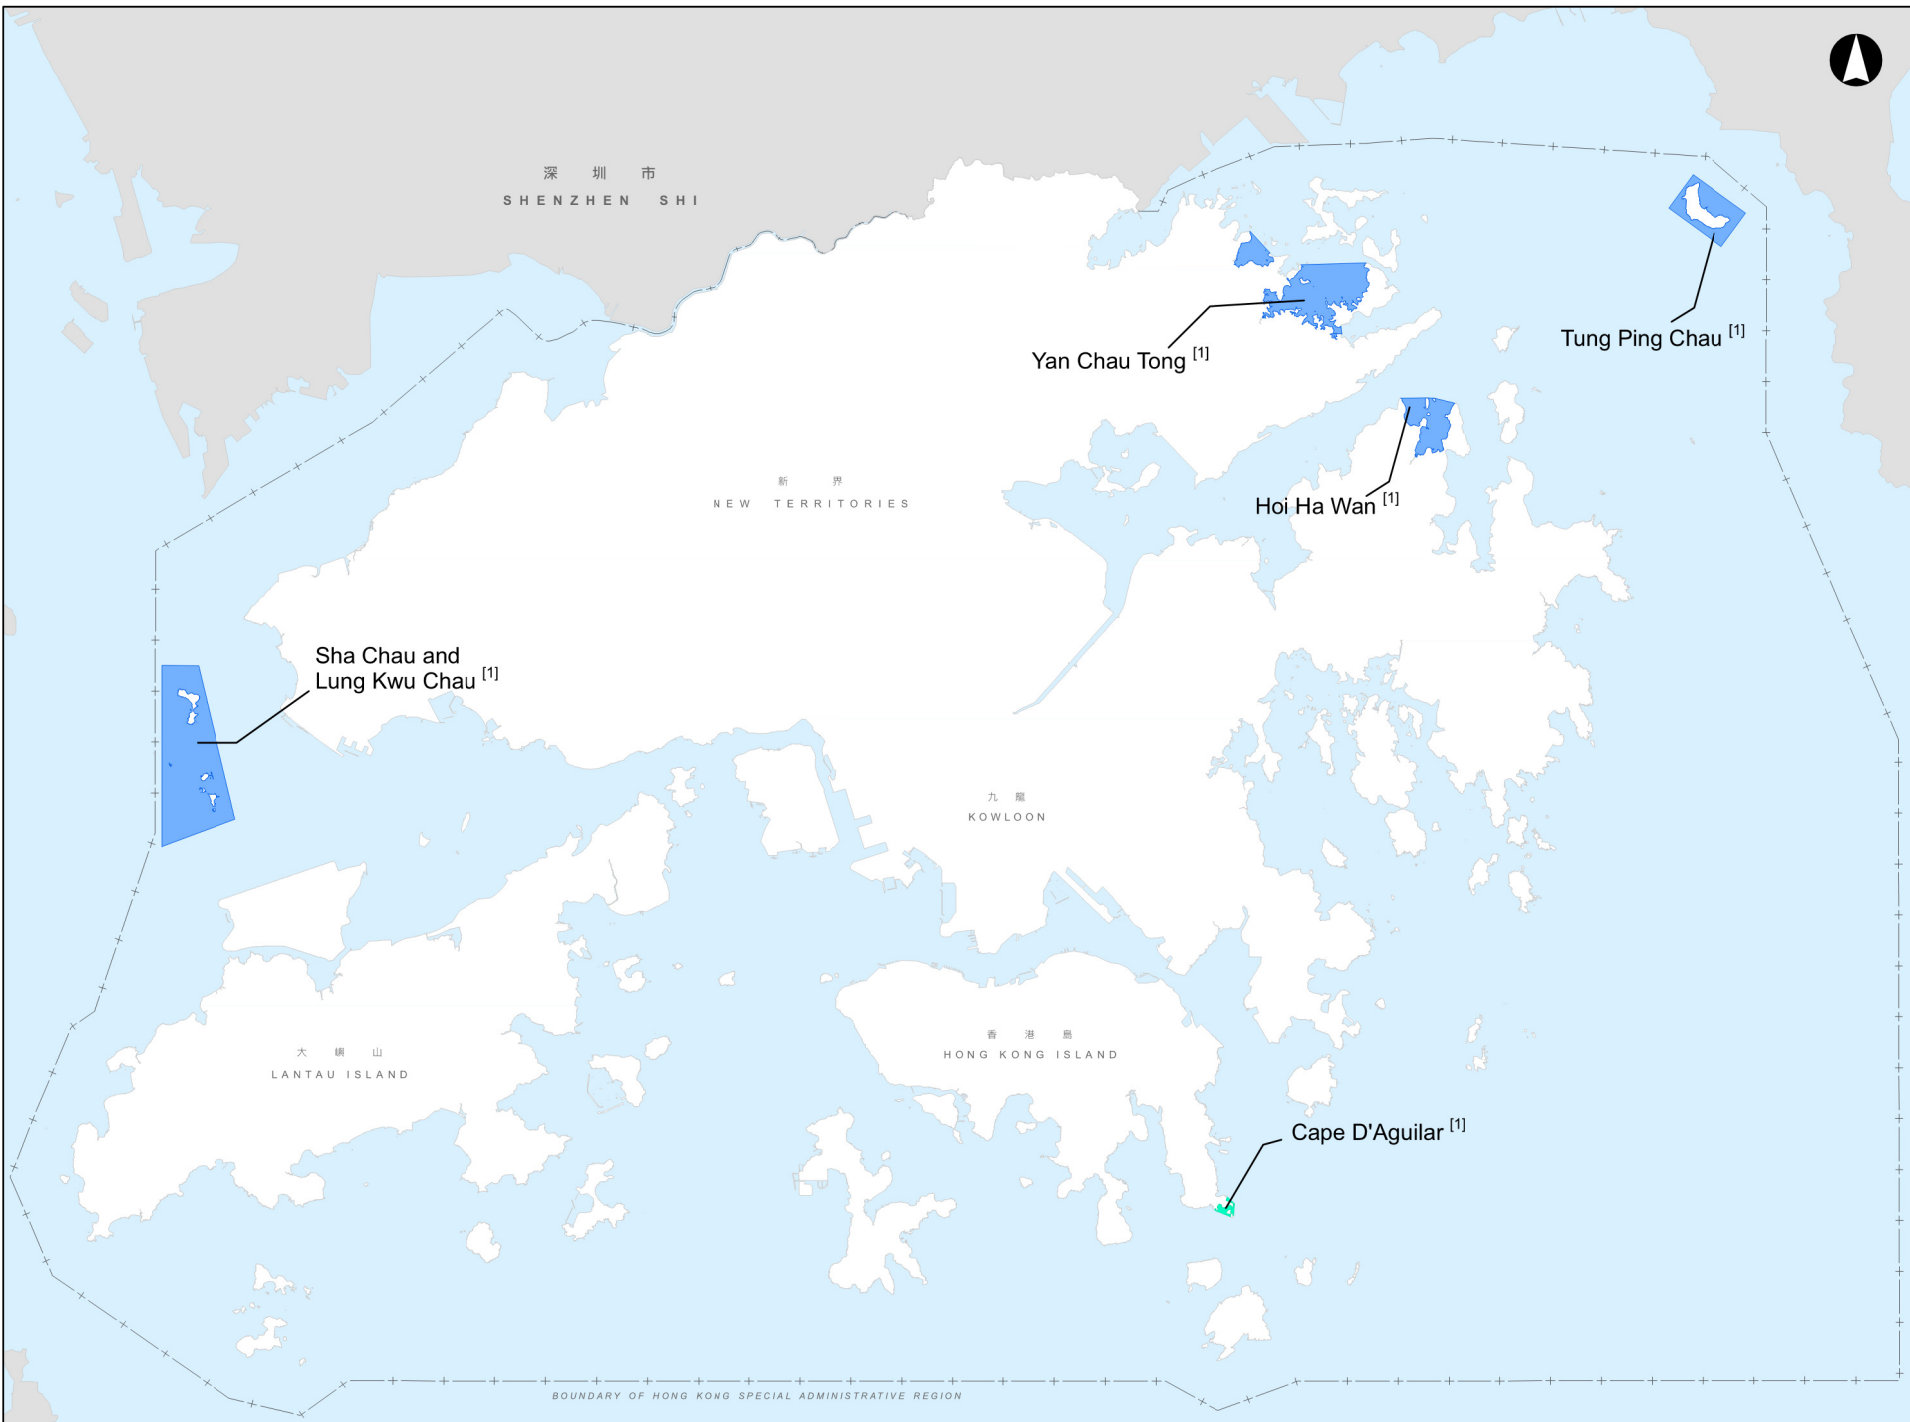 深 圳 市
SHENZHEN SHI
Tung Ping Chau [1]
Yan Chau Tong [1]
新 界
NEW TERRITORIES
Hoi Ha Wan [1]
Sha Chau and
Lung Kwu Chau [1]
九 龍
KOWLOON
香 港 島
HONG KONG ISLAND
大 嶼 山
LANTAU ISLAND
Cape D'Aguilar [1]
BOUNDARY OF HONG KONG SPECIAL ADMINISTRATIVE REGION